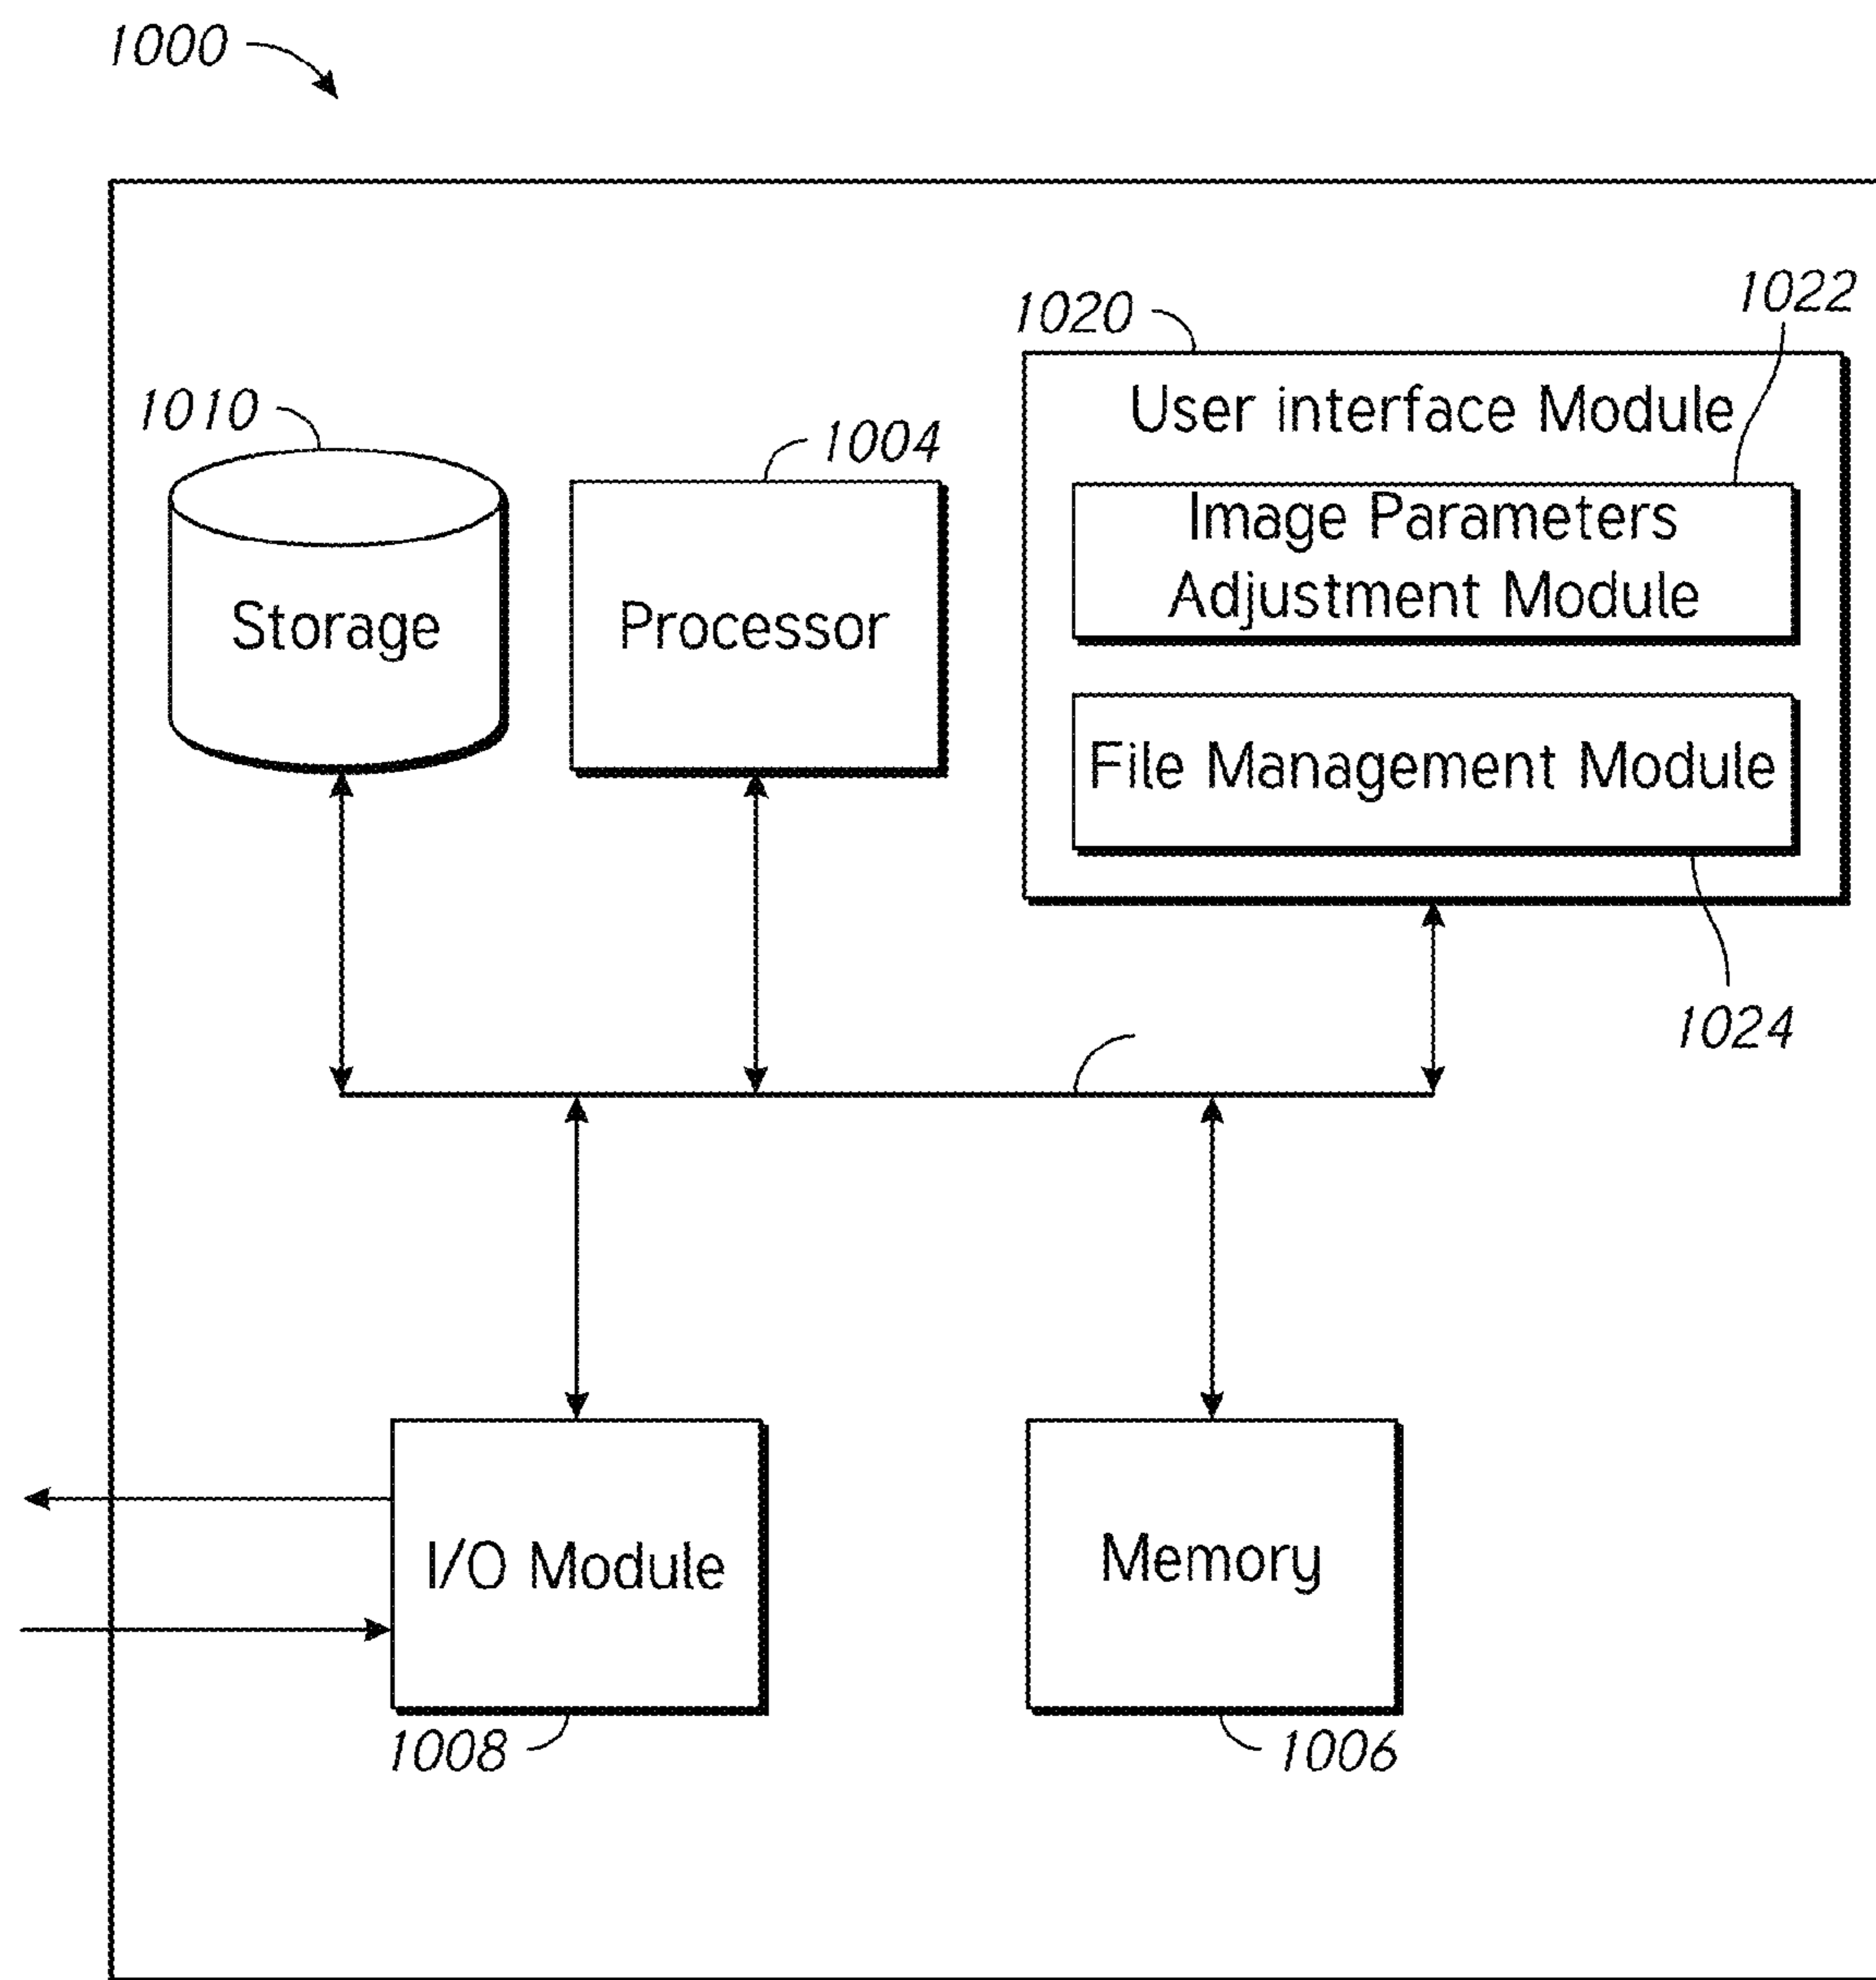 1000
1022
1020
User interface Module
1010
1004
Image Parameters
Adjustment Module
Storage
Processor
File Management Module
1024
I/O Module
Memory
1008
1006